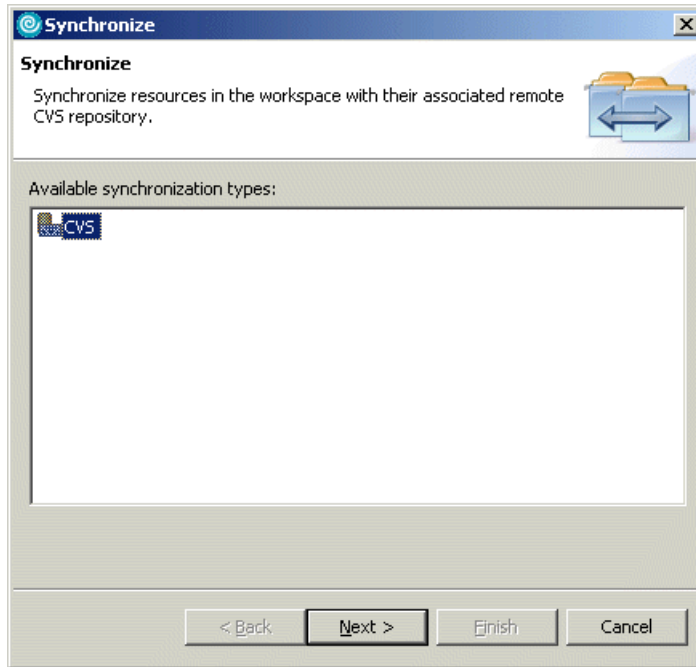 Synchronize
Synchronize
Synchronize resources in the workspace with their associated remote
CVS repository.
Available synchronization types:
CVS
< Back
Next >
Finish
Cancel